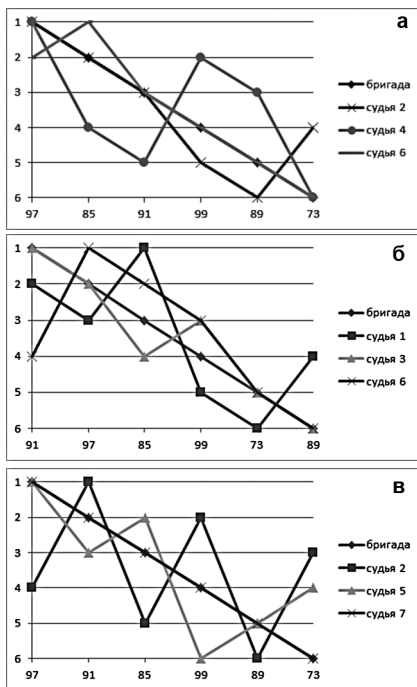 а
1
2
3
4
5
6
97 85 91 99 89 73
бригада
судья 2
судья 4
судья 6
б
1
2
3
4
5
6
91 97 85 99 73 89
бригада
судья 1
судья 3
судья 6
в
1
2
3
4
5
6
97 91 85 99 89 73
бригада
судья 2
судья 5
судья 7